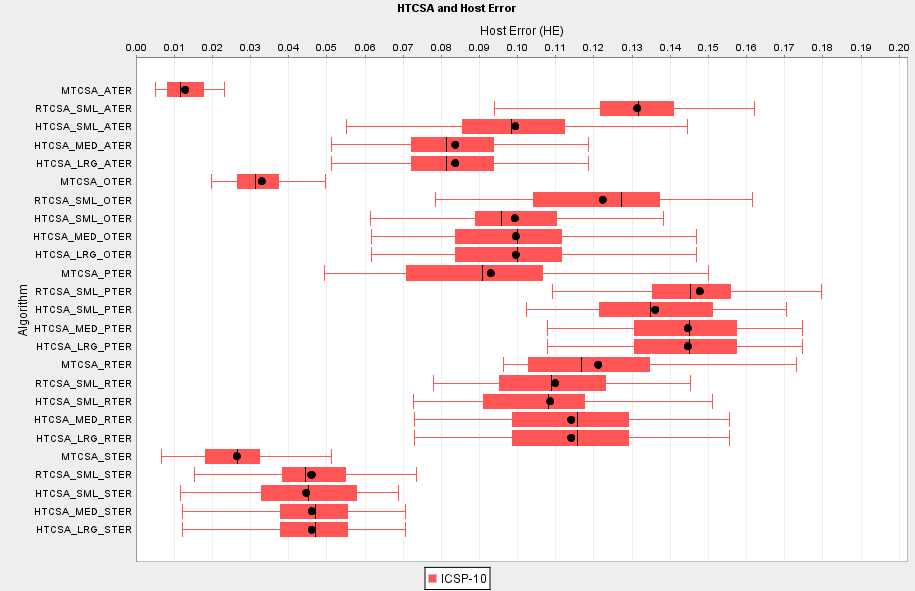 HTCSA and Host Error
Host Error (HE)
0.00 0.01 0.02 0.03 0.04 0.05 0.06 0.07 0.08 0.09 0.10 0.11 0.12 0.13 0.14 0.15 0.16 0.17 0.18 0.19 0.20
Algorithm
MTCSA_ATER
RTCSA_SML_ATER
HTCSA_SML_ATER
HTCSA_MED_ATER
HTCSA_LRG_ATER
MTCSA_OTER
RTCSA_SML_OTER
HTCSA_SML_OTER
HTCSA_MED_OTER
HTCSA_LRG_OTER
MTCSA_PTER
RTCSA_SML_PTER
HTCSA_SML_PTER
HTCSA_MED_PTER
HTCSA_LRG_PTER
MTCSA_RTER
RTCSA_SML_RTER
HTCSA_SML_RTER
HTCSA_MED_RTER
HTCSA_LRG_RTER
MTCSA_STER
RTCSA_SML_STER
HTCSA_SML_STER
HTCSA_MED_STER
HTCSA_LRG_STER
ICSP-10